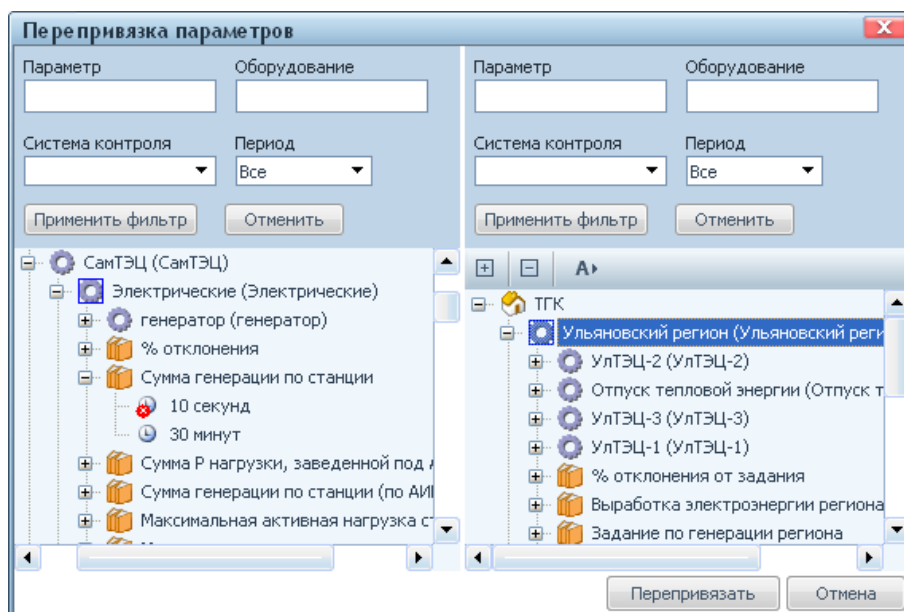 Перепривязка параметров
Параметр
Оборудование
Система контроля
Период
Все
Применить фильтр
Отменить
СамТЭЦ (СамТЭЦ)
Электрические (Электрические)
генератор (генератор)
% отклонения
Сумма генерации по станции
10 секунд
30 минут
Сумма Р нагрузки, заведенной под
Сумма генерации по станции (по
Максимальная активная нагрузка
Параметр
Оборудование
Система контроля
Период
Все
Применить фильтр
Отменить
A
ТГК
Ульяновский регион (Ульяновский реги
УлТЭЦ-2 (УлТЭЦ-2)
Отпуск тепловой энергии (Отпуск т
УлТЭЦ-3 (УлТЭЦ-3)
УлТЭЦ-1 (УлТЭЦ-1)
% отклонения от задания
Выработка электроэнергии региона
Задание по генерации региона
Перепривязать
Отмена